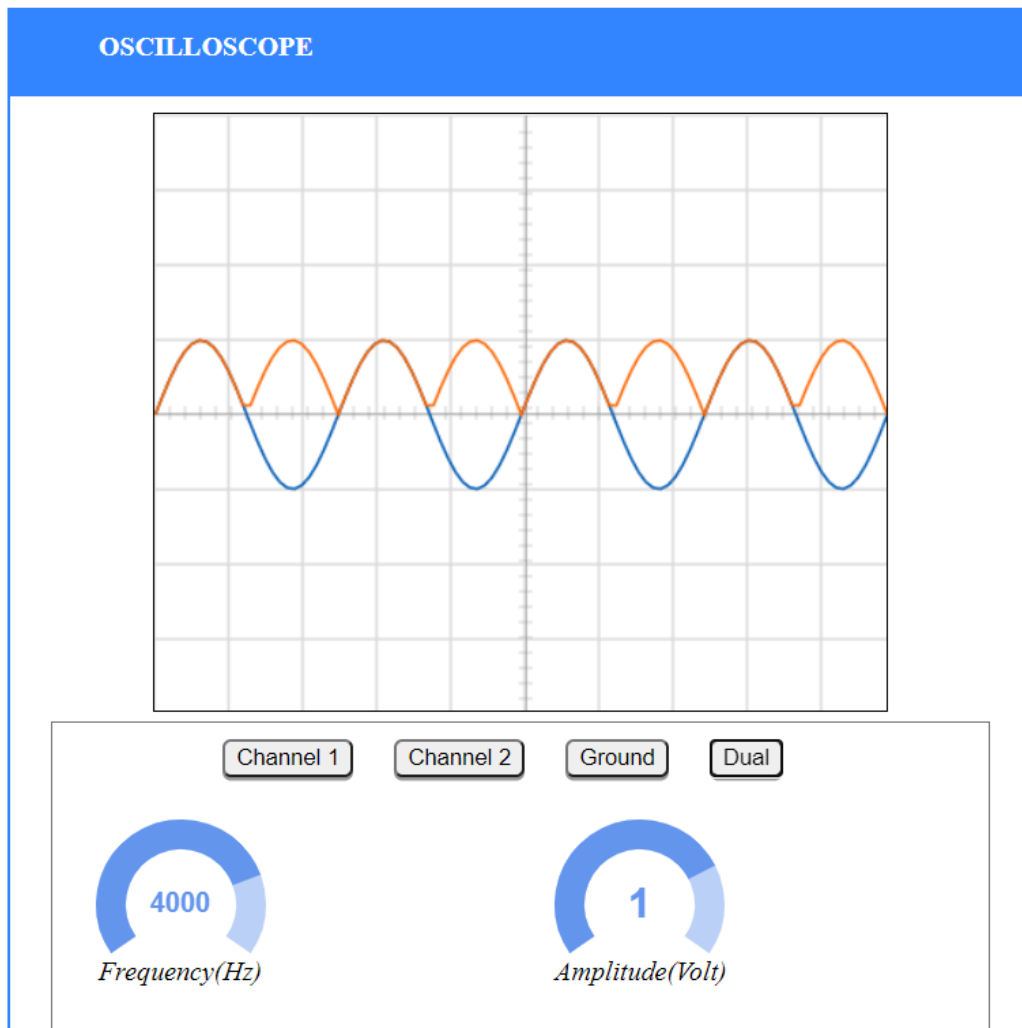 OSCILLOSCOPE
Channel 1 Channel 2 Ground Dual
4000 1
Frequency(Hz) Amplitude(Volt)